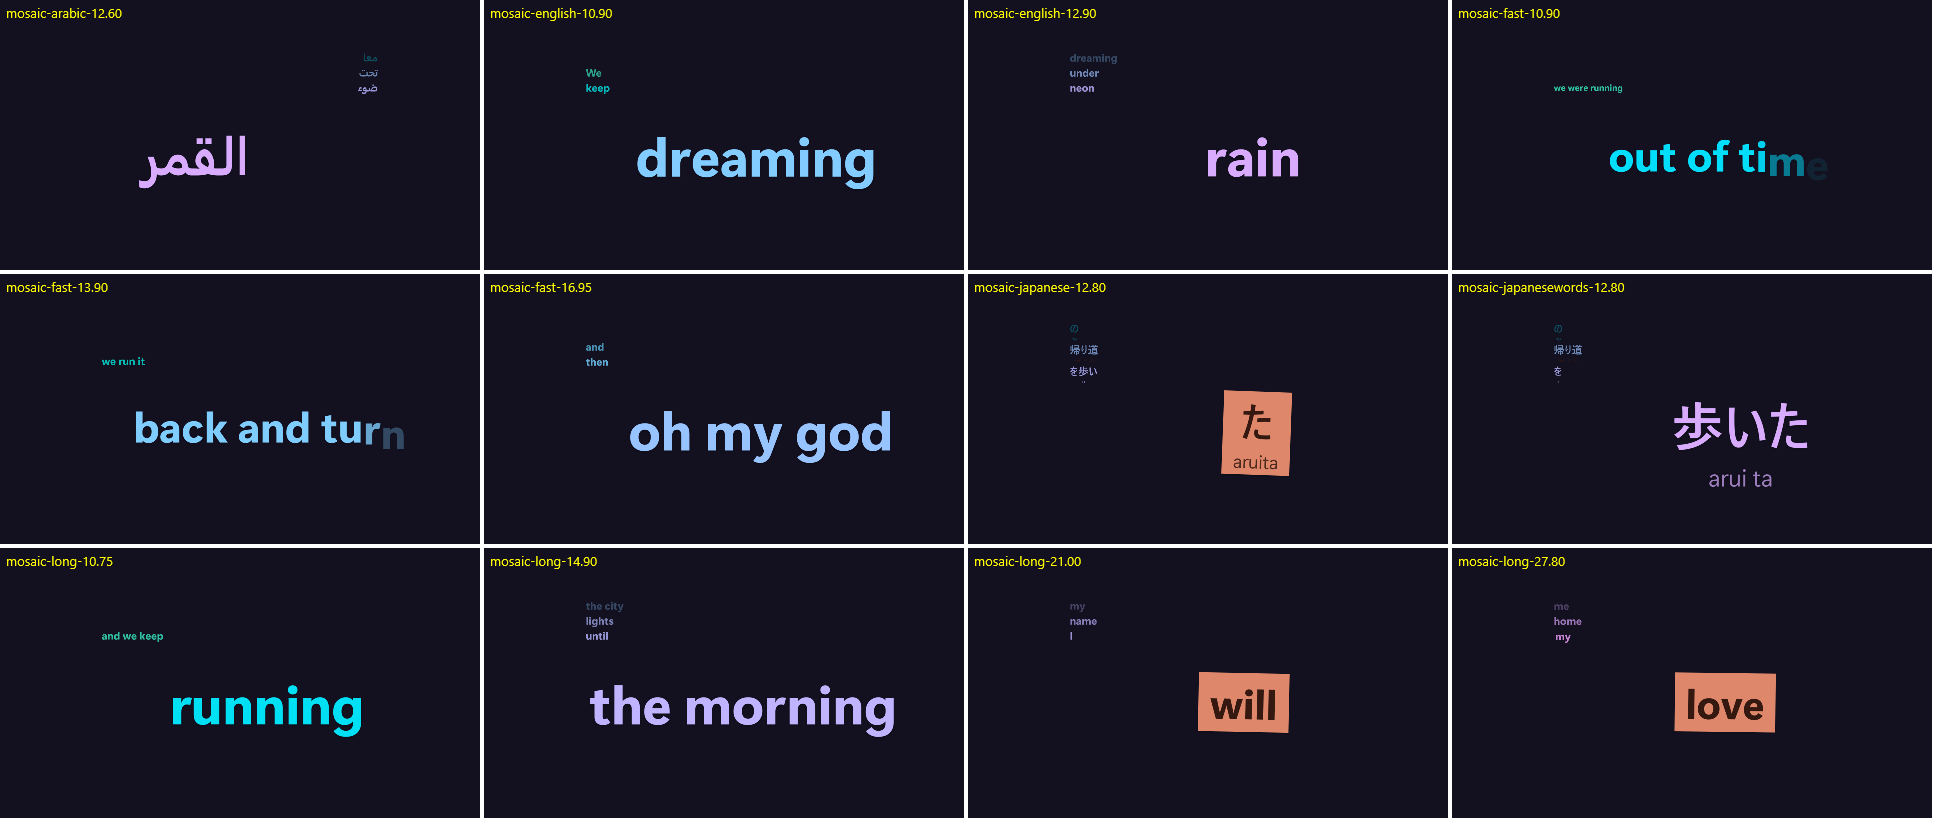 mosaic-arabic-12.60
معا
تحت
ضوء
القمر
mosaic-english-10.90
We
keep
dreaming
mosaic-english-12.90
dreaming
under
neon
rain
mosaic-fast-10.90
we were running
out of time
mosaic-fast-13.90
we run it
back and turn
mosaic-fast-16.95
and
then
oh my god
mosaic-japanese-12.80
の
帰り道
を歩い
た
aruita
mosaic-japanesewords-12.80
の
帰り道
を
歩いた
arui ta
mosaic-long-10.75
and we keep
running
mosaic-long-14.90
the city
lights
until
the morning
mosaic-long-21.00
my
name
I
will
mosaic-long-27.80
me
home
my
love